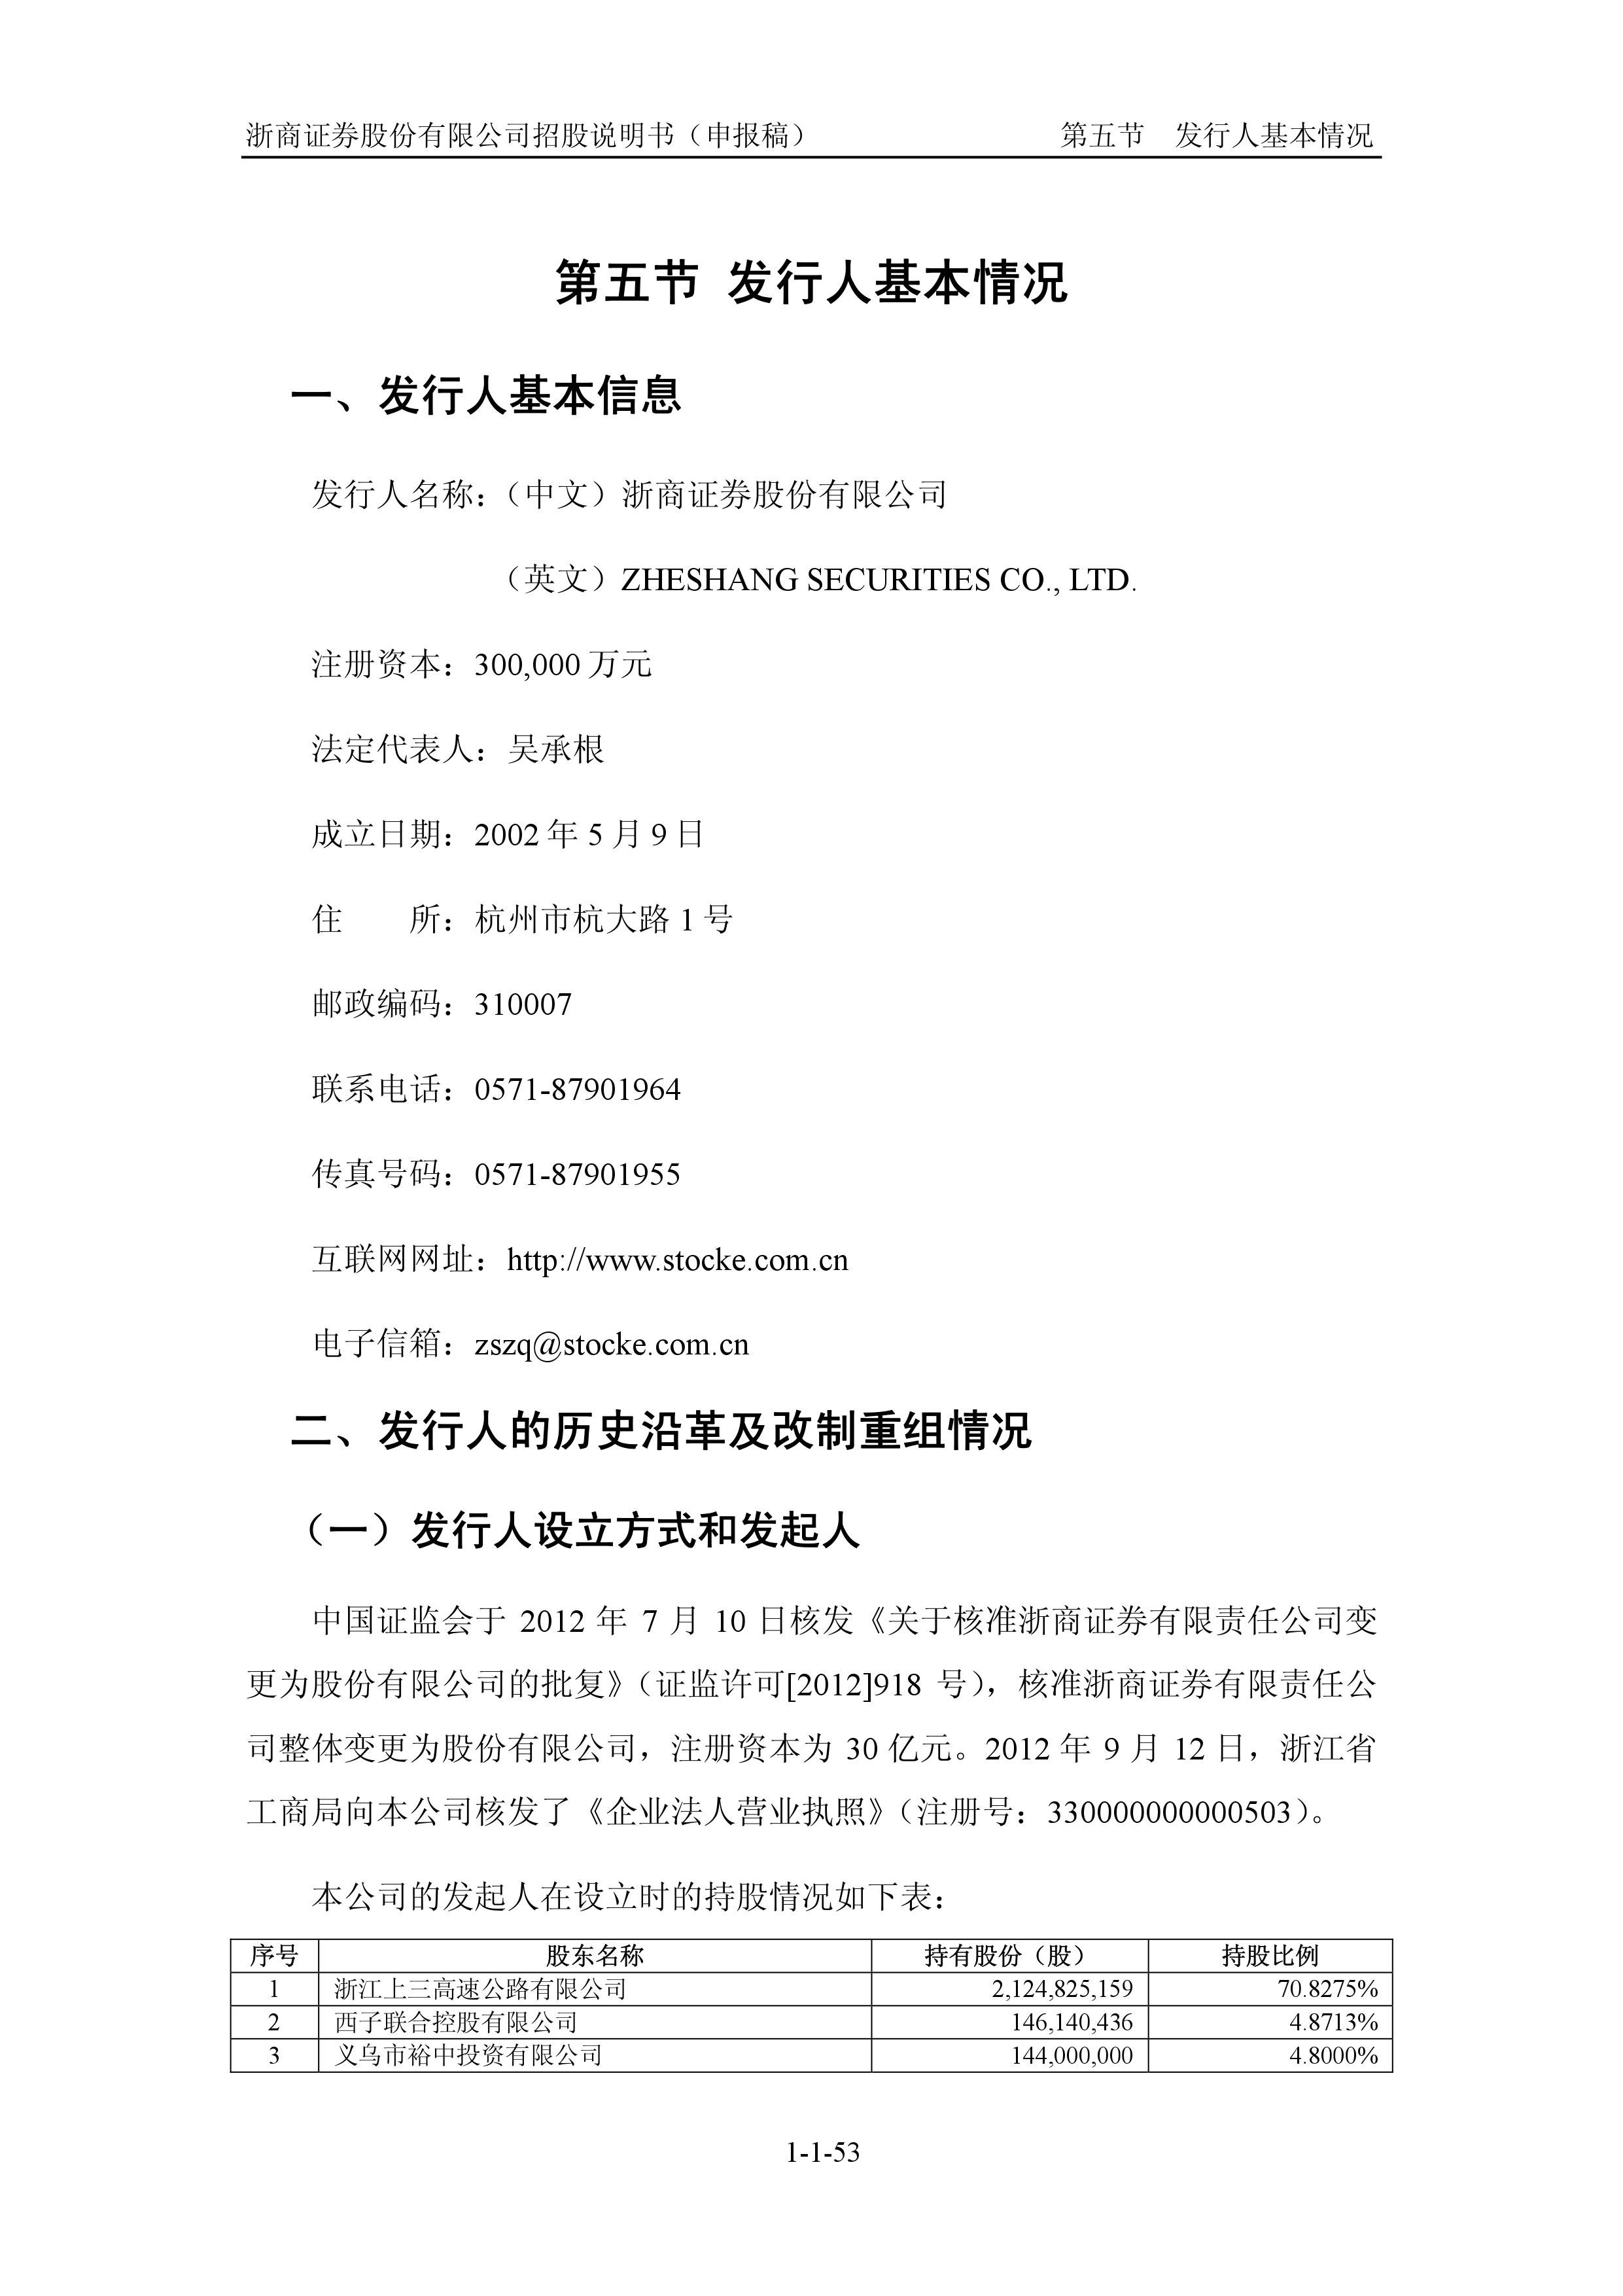 浙商证券股份有限公司招股说明书（申报稿） 第五节 发行人基本情况
第五节 发行人基本情况
一、发行人基本信息
发行人名称：（中文）浙商证券股份有限公司
（英文）ZHESHANG SECURITIES CO., LTD.
注册资本：300,000 万元
法定代表人：吴承根
成立日期：2002 年 5 月 9 日
住 所：杭州市杭大路 1 号
邮政编码：310007
联系电话：0571-87901964
传真号码：0571-87901955
互联网网址：http://www.stocke.com.cn
电子信箱：zszq@stocke.com.cn
二、发行人的历史沿革及改制重组情况
（一）发行人设立方式和发起人
中国证监会于 2012 年 7 月 10 日核发《关于核准浙商证券有限责任公司变
更为股份有限公司的批复》（证监许可[2012]918 号），核准浙商证券有限责任公
司整体变更为股份有限公司，注册资本为 30 亿元。2012 年 9 月 12 日，浙江省
工商局向本公司核发了《企业法人营业执照》（注册号：330000000000503）。
本公司的发起人在设立时的持股情况如下表：
序号 股东名称 持有股份（股） 持股比例
1 浙江上三高速公路有限公司 2,124,825,159 70.8275%
2 西子联合控股有限公司 146,140,436 4.8713%
3 义乌市裕中投资有限公司 144,000,000 4.8000%
1-1-53